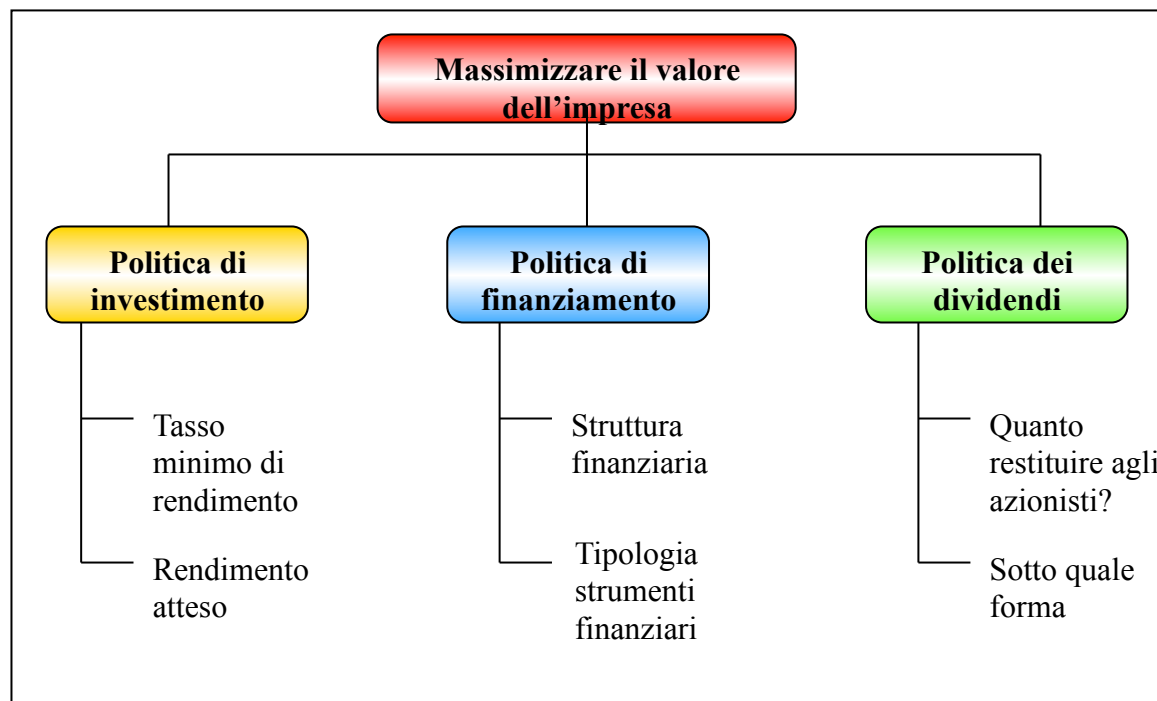 Massimizzare il valore
dell’impresa
Politica di
investimento
Politica di
finanziamento
Politica dei
dividendi
Tasso
minimo di
rendimento
Rendimento
atteso
Struttura
finanziaria
Tipologia
strumenti
finanziari
Quanto
restituire agli
azionisti?
Sotto quale
forma